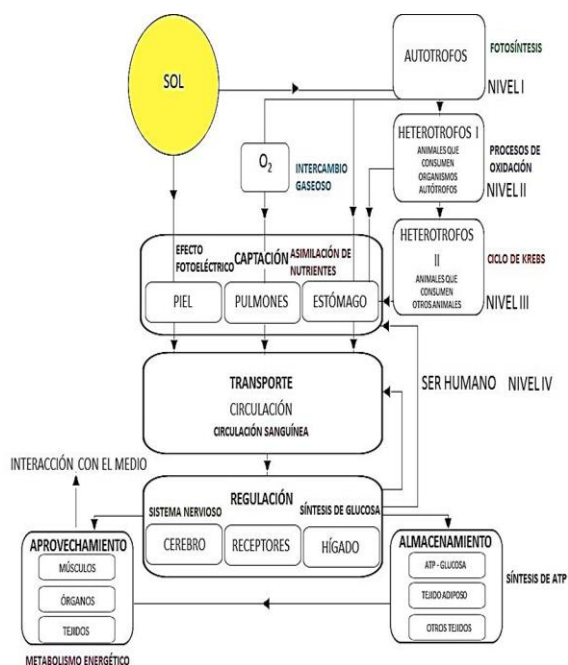 SOL
AUTOTROFOS
FOTOSÍNTESIS
NIVEL I
O2
INTERCAMBIO
GASEOSO
HETEROTROFOS I
ANIMALES QUE
CONSUMEN
ORGANISMOS
AUTÓTROFOS
PROCESOS DE
OXIDACIÓN
NIVEL II
HETEROTROFOS
II
ANIMALES QUE
CONSUMEN
OTROS ANIMALES
CICLO DE KREBS
NIVEL III
EFECTO
FOTOELÉCTRICO
CAPTACIÓN
ASIMILACIÓN DE
NUTRIENTES
PIEL
PULMONES
ESTÓMAGO
TRANSPORTE
CIRCULACIÓN
CIRCULACIÓN SANGUÍNEA
SER HUMANO NIVEL IV
INTERACCIÓN CON EL MEDIO
REGULACIÓN
SISTEMA NERVIOSO
SÍNTESIS DE GLUCOSA
CEREBRO
RECEPTORES
HÍGADO
APROVECHAMIENTO
MÚSCULOS
ÓRGANOS
TEJIDOS
METABOLISMO ENERGÉTICO
ALMACENAMIENTO
ATP - GLUCOSA
TEJIDO ADIPOSO
OTROS TEJIDOS
SÍNTESIS DE ATP